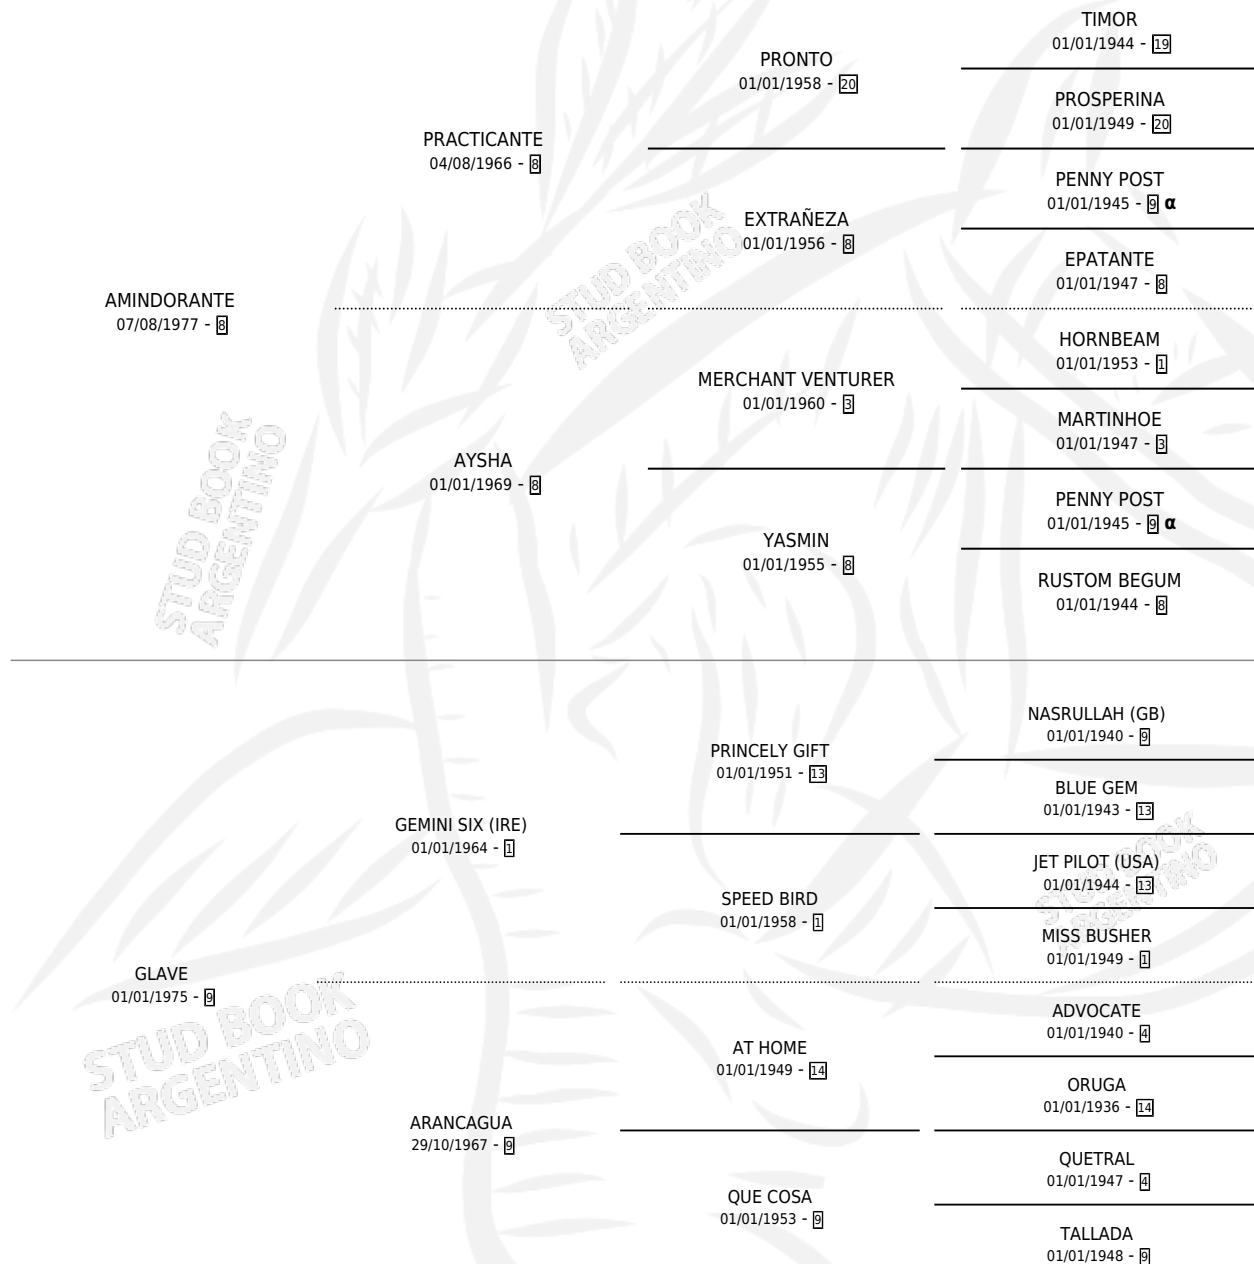 TIMOR
01/01/1944 - 19
PRONTO
01/01/1958 - 20
PROSPERINA
01/01/1949 - 20
PRACTICANTE
04/08/1966 - 8
PENNY POST
01/01/1945 - 9 α
EXTRAÑEZA
01/01/1956 - 8
EPATANTE
01/01/1947 - 8
AMINDORANTE
07/08/1977 - 8
HORNBEAM
01/01/1953 - 1
MERCHANT VENTURER
01/01/1960 - 3
MARTINHOE
01/01/1947 - 3
AYSHA
01/01/1969 - 8
PENNY POST
01/01/1945 - 9 α
YASMIN
01/01/1955 - 8
RUSTOM BEGUM
01/01/1944 - 8
STUD BOOK
ARGENTINO
STUD BOOK
ARGENTINO
NASRULLAH (GB)
01/01/1940 - 9
PRINCELY GIFT
01/01/1951 - 13
BLUE GEM
01/01/1943 - 13
GEMINI SIX (IRE)
01/01/1964 - 1
JET PILOT (USA)
01/01/1944 - 13
SPEED BIRD
01/01/1958 - 1
MISS BUSHER
01/01/1949 - 1
GLAVE
01/01/1975 - 9
ADVOCATE
01/01/1940 - 4
AT HOME
01/01/1949 - 14
ORUGA
01/01/1936 - 14
ARANCAGUA
29/10/1967 - 9
QUETRAL
01/01/1947 - 4
QUE COSA
01/01/1953 - 9
TALLADA
01/01/1948 - 9
STUD BOOK
ARGENTINO
STUD BOOK
ARGENTINO